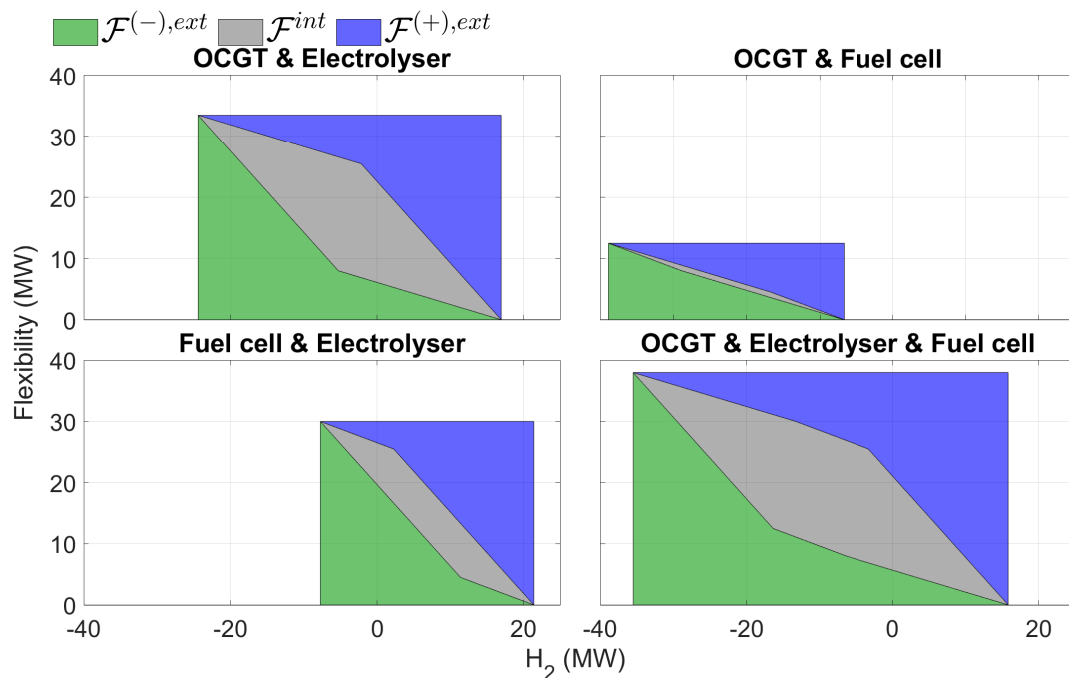 F^{(−),ext} F^{int} F^{(+),ext}
OCGT & Electrolyser
OCGT & Fuel cell
40
30
20
10
0
Flexibility (MW)
Fuel cell & Electrolyser
OCGT & Electrolyser & Fuel cell
40
30
20
10
0
-40 -20 0 20
-40 -20 0 20
H₂ (MW)